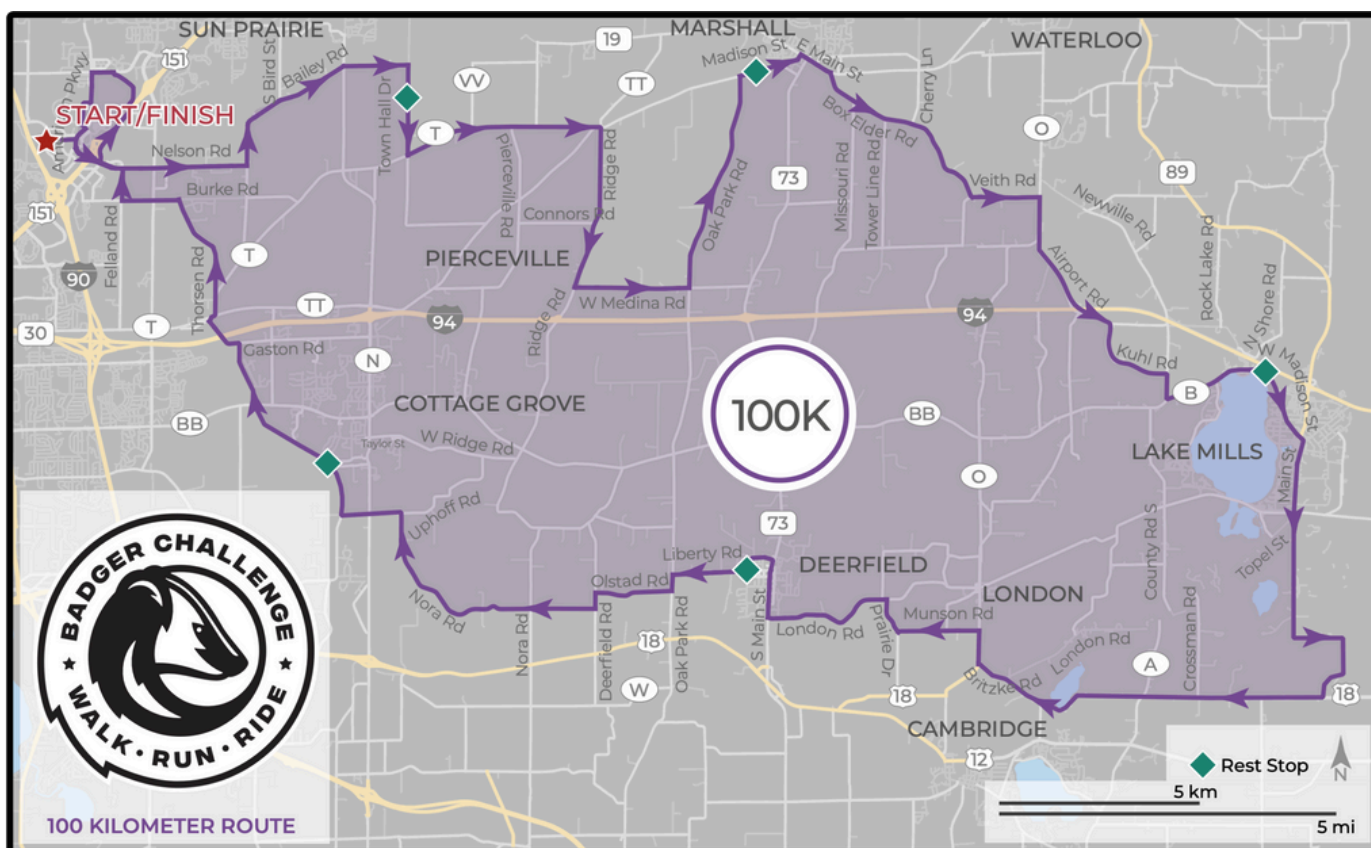 SUN PRAIRIE
MARSHALL
WATERLOO
151
19
Madison St
E Main St
American Pkwy
S Bird St
Bailey Rd
VV
TT
Cherry Ln
START/FINISH
Town Hall Dr
T
Box Elder Rd
O
Nelson Rd
Pierceville Rd
Ridge Rd
73
89
Burke Rd
Missouri Rd
Tower Line Rd
Veith Rd
Newville Rd
151
Felland Rd
Connors Rd
Oak Park Rd
Rock Lake Rd
T
PIERCEVILLE
90
Thorsen Rd
TT
W Medina Rd
Airport Rd
N Shore Rd
30
T
94
94
Gaston Rd
N
Ridge Rd
Kuhl Rd
W Madison St
B
COTTAGE GROVE
100K
BB
BB
Taylor St
W Ridge Rd
LAKE MILLS
Main St
O
Uphoff Rd
73
County Rd S
Topel St
Liberty Rd
DEERFIELD
Olstad Rd
LONDON
Nora Rd
Munson Rd
London Rd
Prairie Dr
London Rd
Crossman Rd
Nora Rd
Deerfield Rd
18
Oak Park Rd
S Main St
A
W
18
Britzke Rd
18
CAMBRIDGE
12
BADGER CHALLENGE
WALK • RUN • RIDE
100 KILOMETER ROUTE
Rest Stop
N
5 km
5 mi